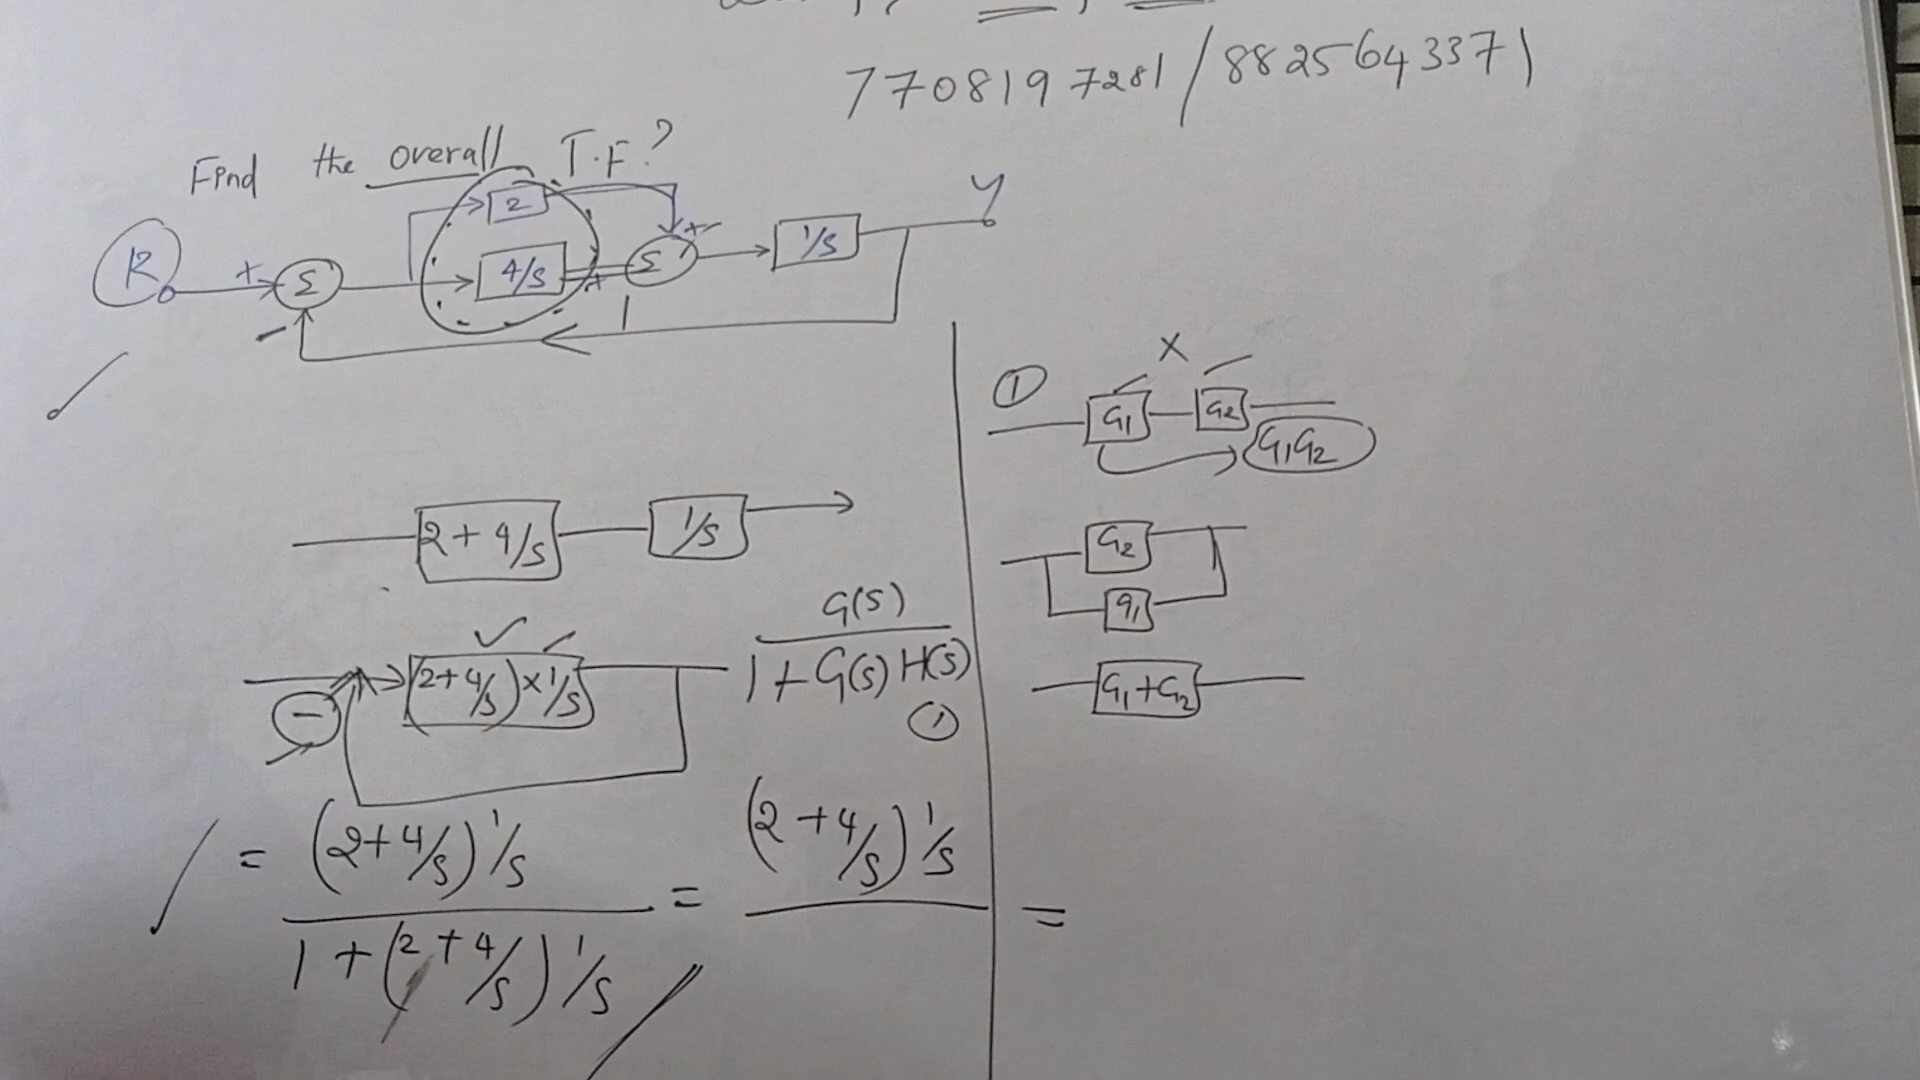 7708197281/8825643371
Find the overall T.F?
R
+
Σ
-
2
4/s
+
+
Σ
1/s
Y
1
2+4/s
1/s
(2+4/s)×1/s
-
G(s)
1+G(s)H(s)
1
= (2+4/s)1/s
1+(2+4/s)1/s
= (2+4/s)1/s
=
1
×
G1
G2
G1G2
G2
G1
G1+G2